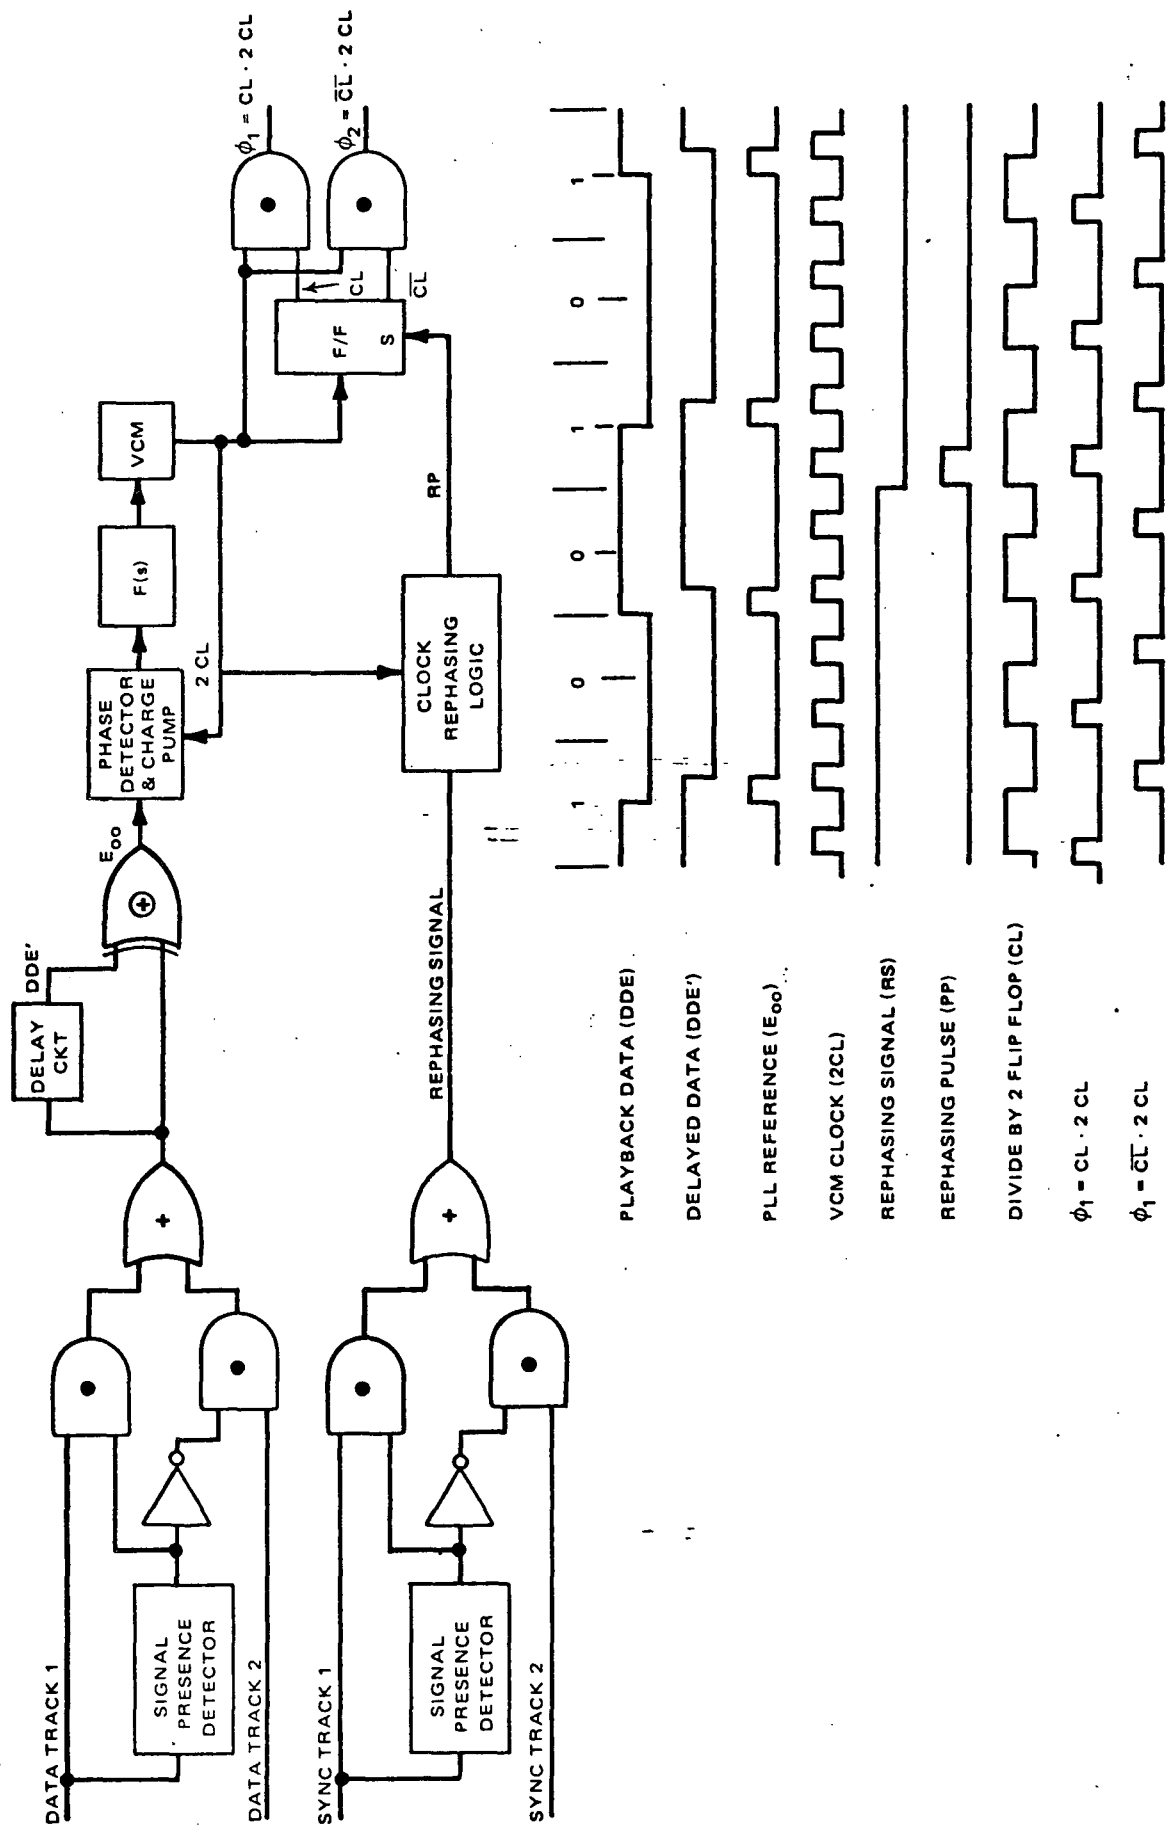 DATA TRACK 1
SIGNAL
PRESENCE
DETECTOR
DATA TRACK 2
+
DELAY
CKT
DDE'
⊕
E₀₀
PHASE
DETECTOR
& CHARGE
PUMP
F(s)
VCM
2 CL
F/F
S
CL
C̅L̅
ϕ₁ = CL · 2 CL
ϕ₂ = C̅L̅ · 2 CL
SYNC TRACK 1
SIGNAL
PRESENCE
DETECTOR
SYNC TRACK 2
+
REPHASING SIGNAL
CLOCK
REPHASING
LOGIC
RP
1 0 0 1 0 1
PLAYBACK DATA (DDE)
DELAYED DATA (DDE')
PLL REFERENCE (E₀₀)
VCM CLOCK (2CL)
REPHASING SIGNAL (RS)
REPHASING PULSE (PP)
DIVIDE BY 2 FLIP FLOP (CL)
ϕ₁ = CL · 2 CL
ϕ₁ = C̅L̅ · 2 CL